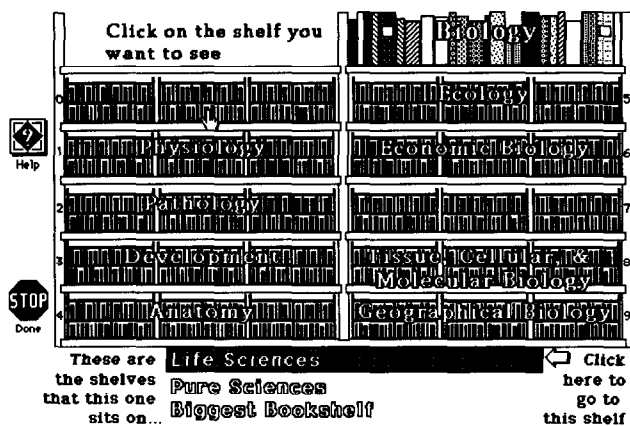 Click on the shelf you
want to see
Biology
0
5
Ecology
Help
1
Physiology
Economic Biology
6
2
Pathology
7
3
Development
Tissue, Cellular, &
Molecular Biology
8
STOP
Done
4
Anatomy
Geographical Biology
9
These are
the shelves
that this one
sits on...
Life Sciences
Pure Sciences
Biggest Bookshelf
Click
here to
go to
this shelf